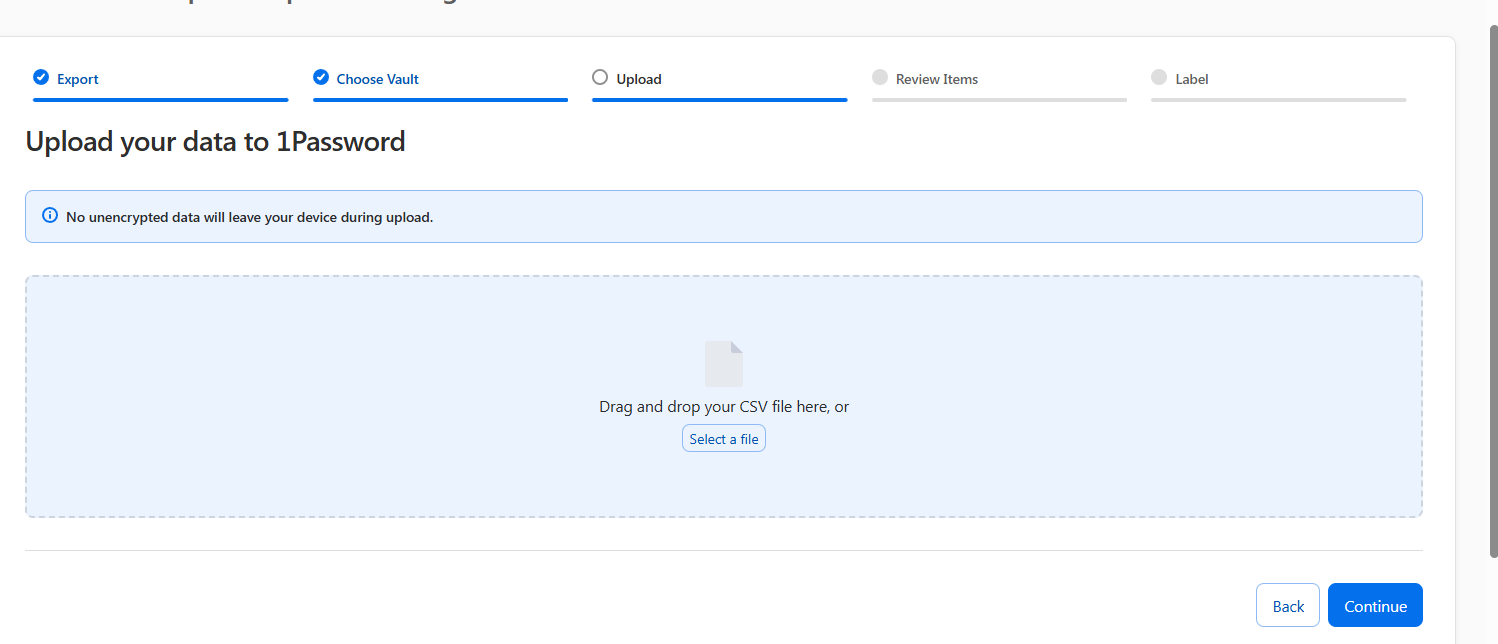 Export
Choose Vault
Upload
Review Items
Label
Upload your data to 1Password
No unencrypted data will leave your device during upload.
Drag and drop your CSV file here, or
Select a file
Back
Continue